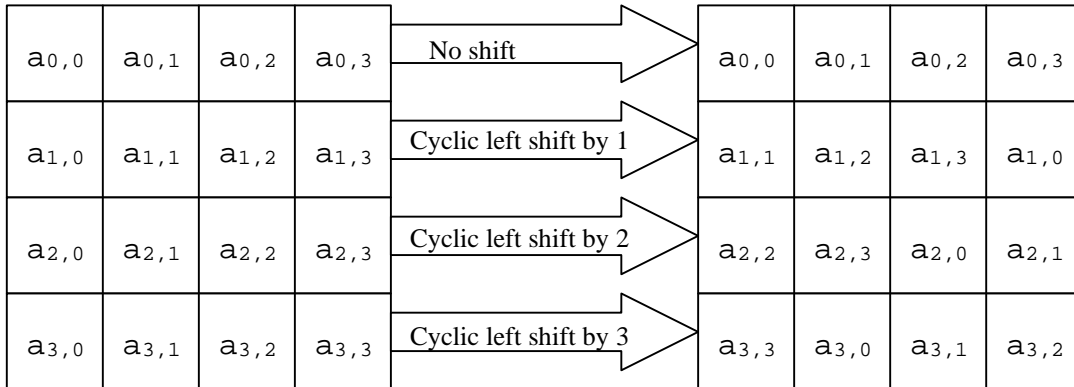 a0,0 a0,1 a0,2 a0,3 No shift a0,0 a0,1 a0,2 a0,3
a1,0 a1,1 a1,2 a1,3 Cyclic left shift by 1 a1,1 a1,2 a1,3 a1,0
a2,0 a2,1 a2,2 a2,3 Cyclic left shift by 2 a2,2 a2,3 a2,0 a2,1
a3,0 a3,1 a3,2 a3,3 Cyclic left shift by 3 a3,3 a3,0 a3,1 a3,2